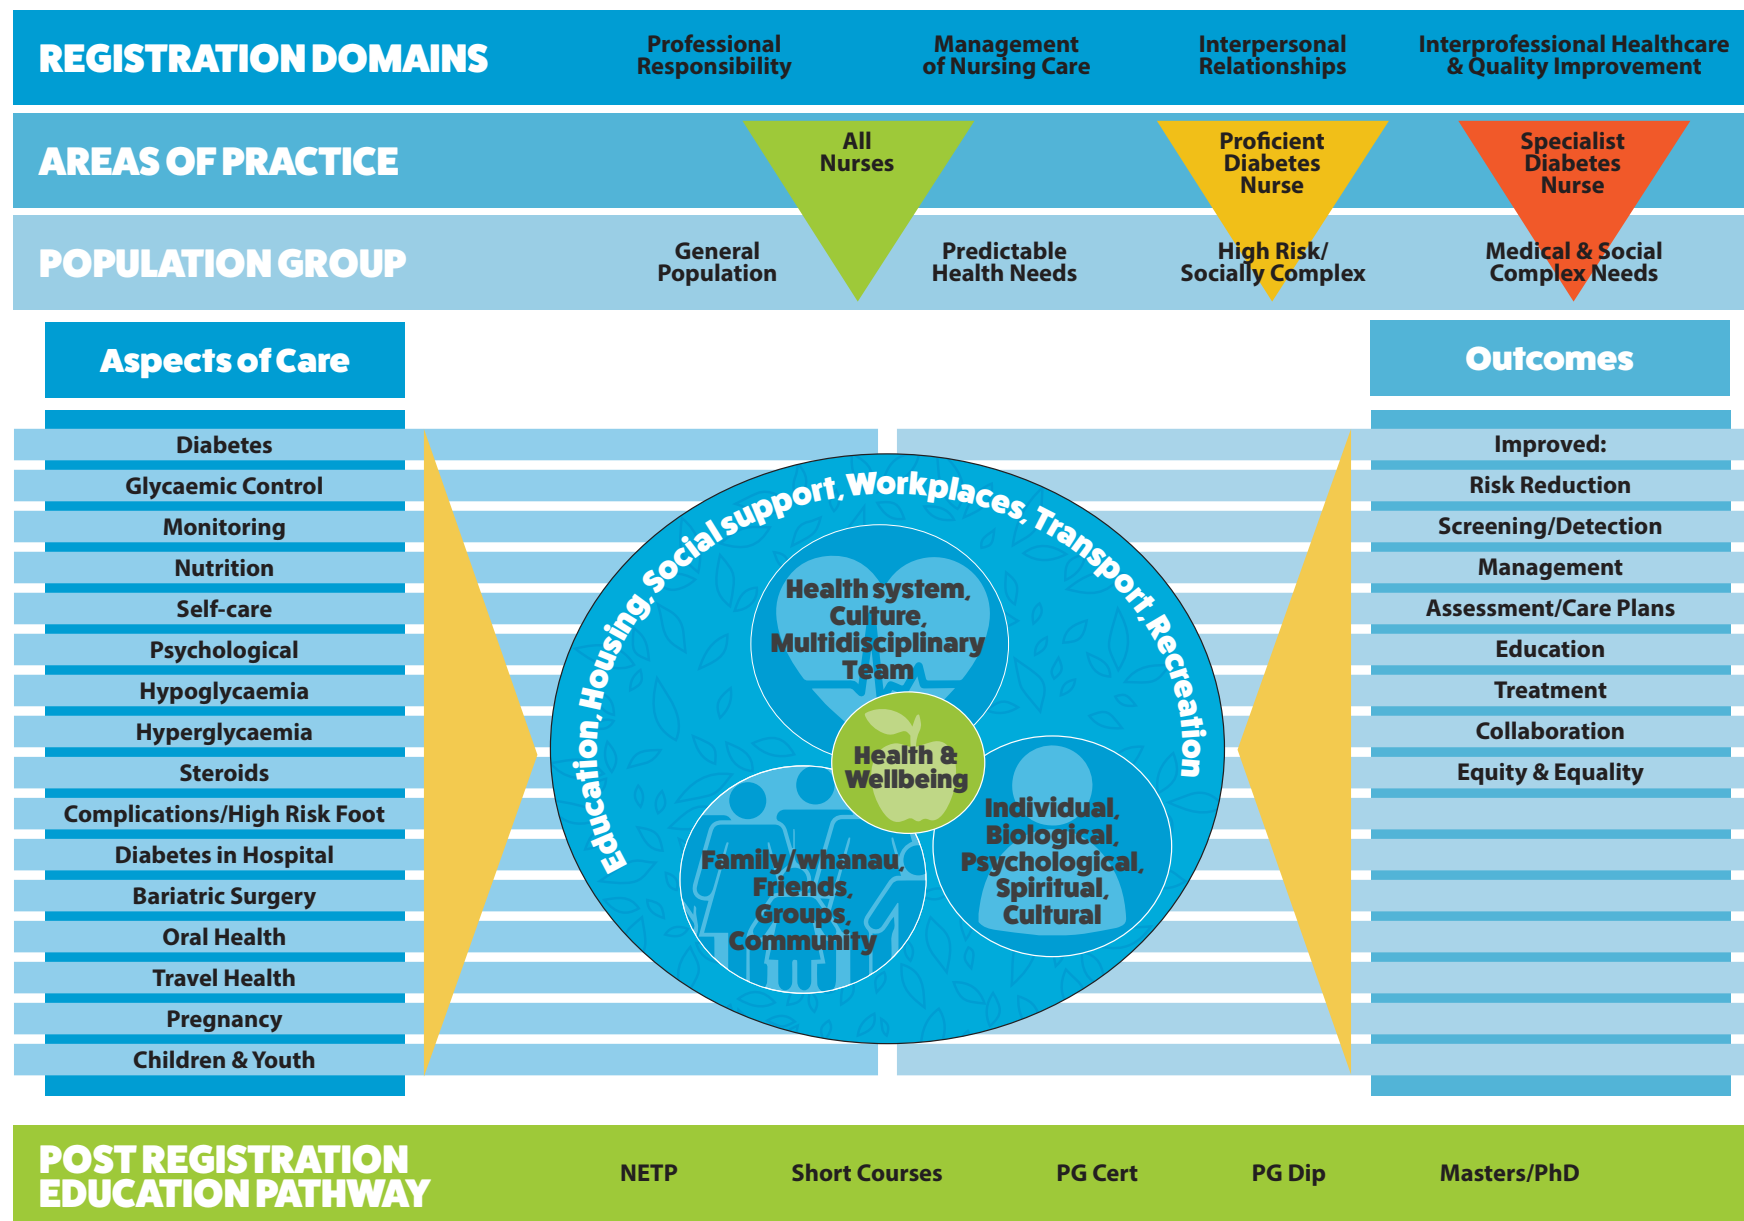 REGISTRATION DOMAINS
Professional
Responsibility
Management
of Nursing Care
Interpersonal
Relationships
Interprofessional Healthcare
& Quality Improvement
AREAS OF PRACTICE
All
Nurses
Proficient
Diabetes
Nurse
Specialist
Diabetes
Nurse
POPULATION GROUP
General
Population
Predictable
Health Needs
High Risk/
Socially Complex
Medical & Social
Complex Needs
Aspects of Care
Diabetes
Glycaemic Control
Monitoring
Nutrition
Self-care
Psychological
Hypoglycaemia
Hyperglycaemia
Steroids
Complications/High Risk Foot
Diabetes in Hospital
Bariatric Surgery
Oral Health
Travel Health
Pregnancy
Children & Youth
Education, Housing, Social support, Workplaces, Transport, Recreation
Health system,
Culture,
Multidisciplinary
Team
Health &
Wellbeing
Family/whanau,
Friends,
Groups,
Community
Individual,
Biological,
Psychological,
Spiritual,
Cultural
Outcomes
Improved:
Risk Reduction
Screening/Detection
Management
Assessment/Care Plans
Education
Treatment
Collaboration
Equity & Equality
POST REGISTRATION
EDUCATION PATHWAY
NETP
Short Courses
PG Cert
PG Dip
Masters/PhD